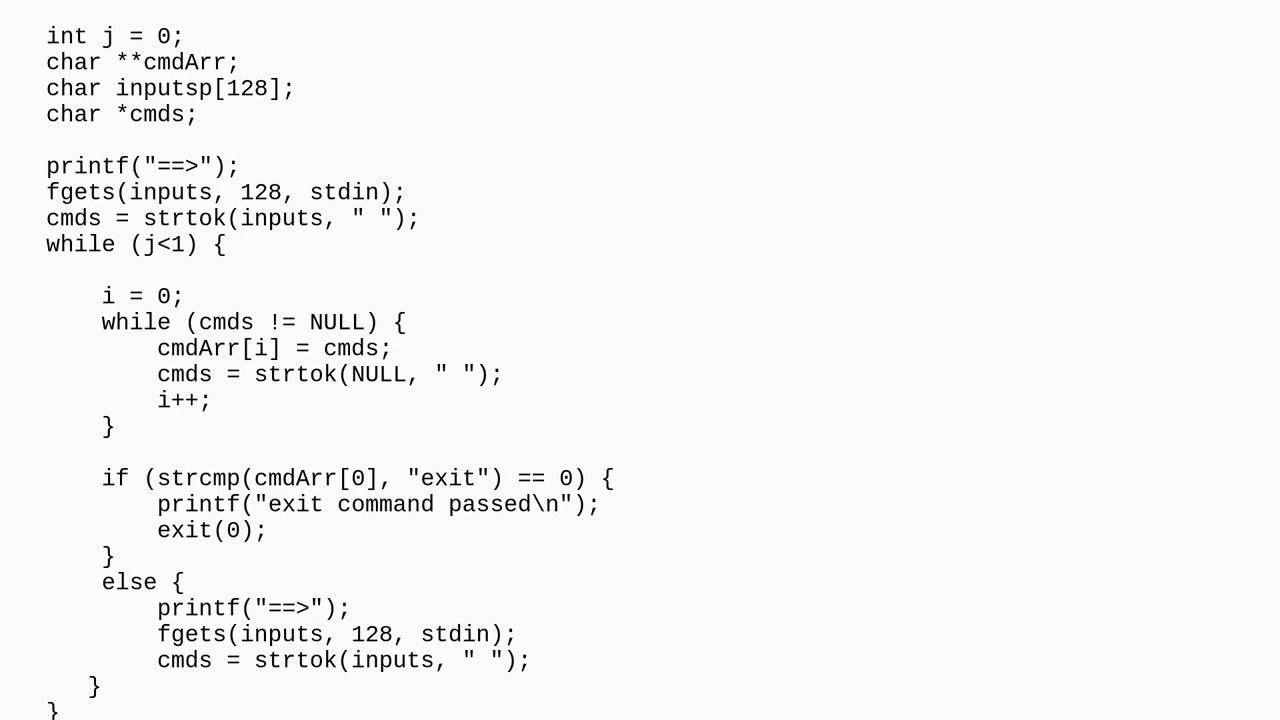 int j = 0;
char **cmdArr;
char inputsp[128];
char *cmds;
printf("==>");
fgets(inputs, 128, stdin);
cmds = strtok(inputs, " ");
while (j<1) {
i = 0;
while (cmds != NULL) {
cmdArr[i] = cmds;
cmds = strtok(NULL, " ");
i++;
}
if (strcmp(cmdArr[0], "exit") == 0) {
printf("exit command passed\n");
exit(0);
}
else {
printf("==>");
fgets(inputs, 128, stdin);
cmds = strtok(inputs, " ");
}
}